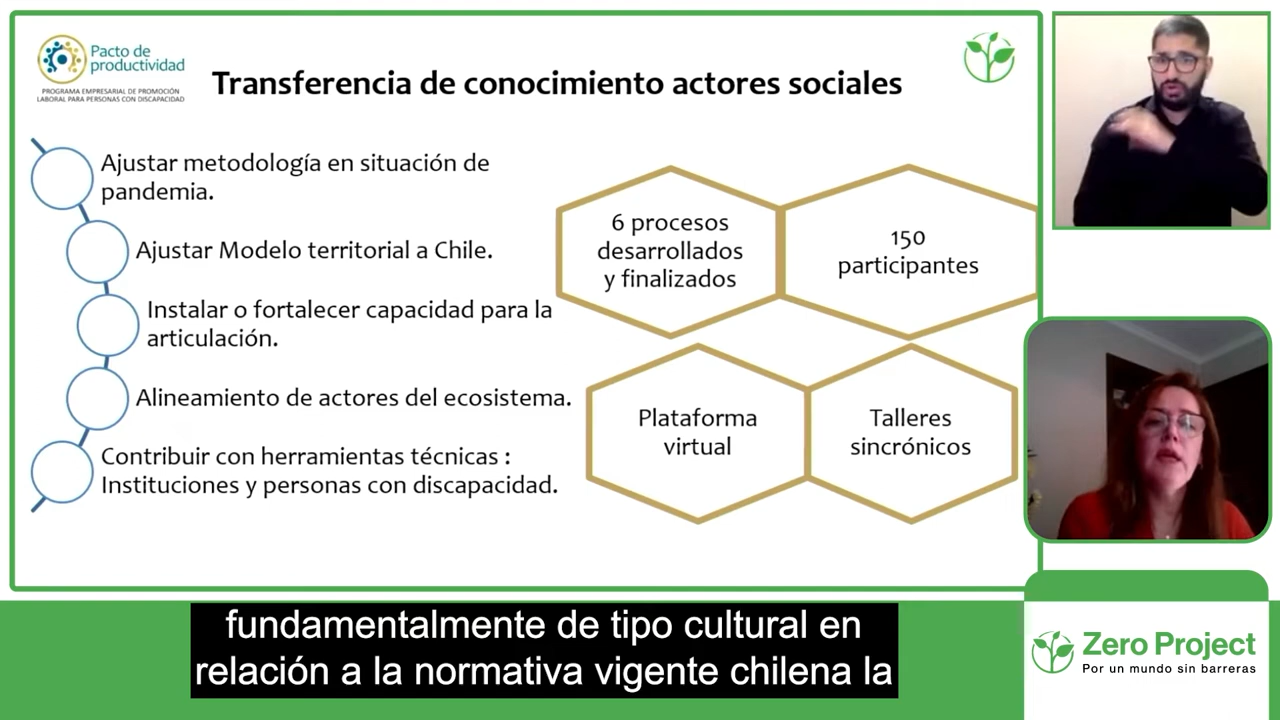 Pacto de
productividad
PROGRAMA EMPRESARIAL DE PROMOCIÓN
LABORAL PARA PERSONAS CON DISCAPACIDAD
Transferencia de conocimiento actores sociales
Ajustar metodología en situación de
pandemia.
Ajustar Modelo territorial a Chile.
Instalar o fortalecer capacidad para la
articulación.
Alineamiento de actores del ecosistema.
Contribuir con herramientas técnicas :
Instituciones y personas con discapacidad.
6 procesos
desarrollados
y finalizados
150
participantes
Plataforma
virtual
Talleres
sincrónicos
fundamentalmente de tipo cultural en
relación a la normativa vigente chilena la
Zero Project
Por un mundo sin barreras